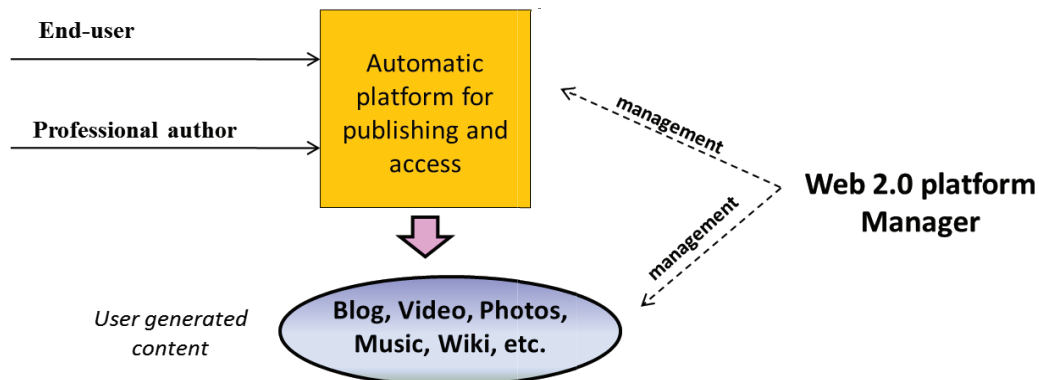 End-user
Professional author
Automatic
platform for
publishing and
access
management
management
Web 2.0 platform
Manager
User generated
content
Blog, Video, Photos,
Music, Wiki, etc.